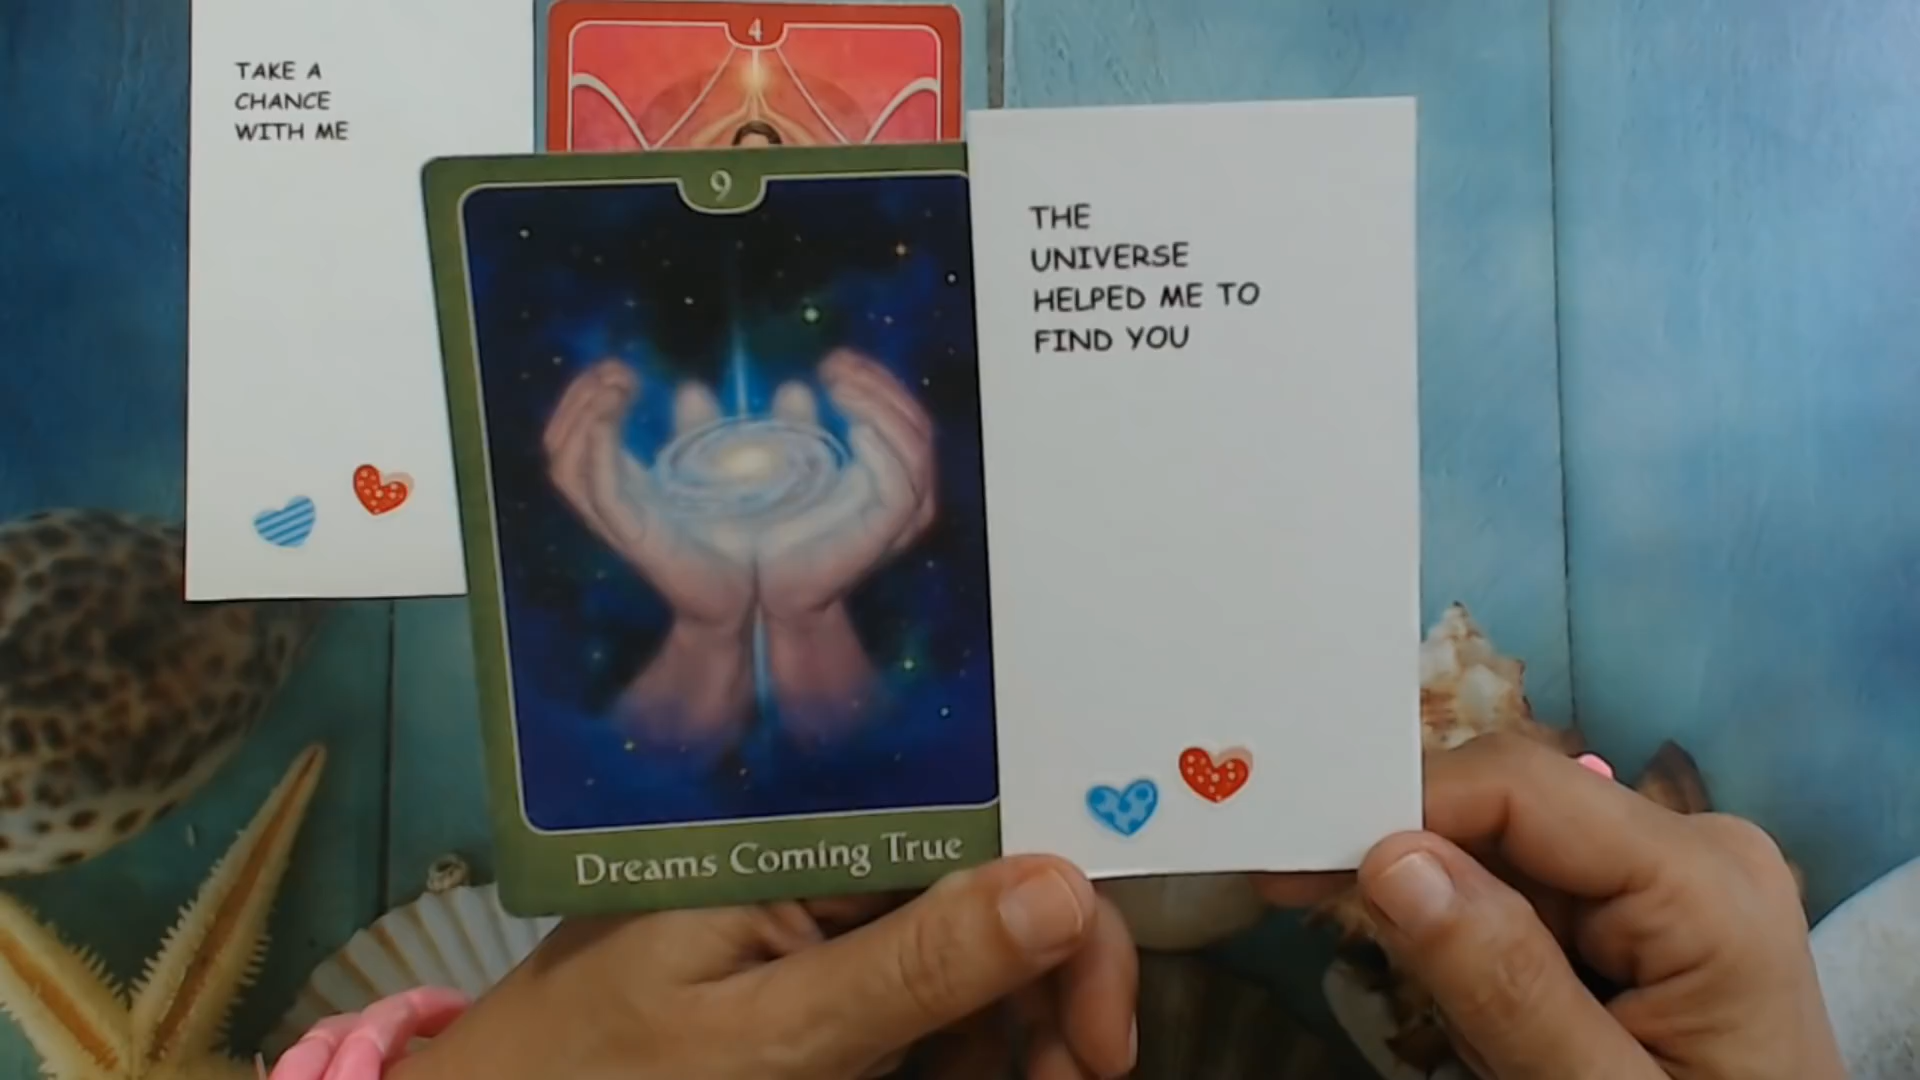 TAKE A
CHANCE
WITH ME
4
9
THE
UNIVERSE
HELPED ME TO
FIND YOU
Dreams Coming True